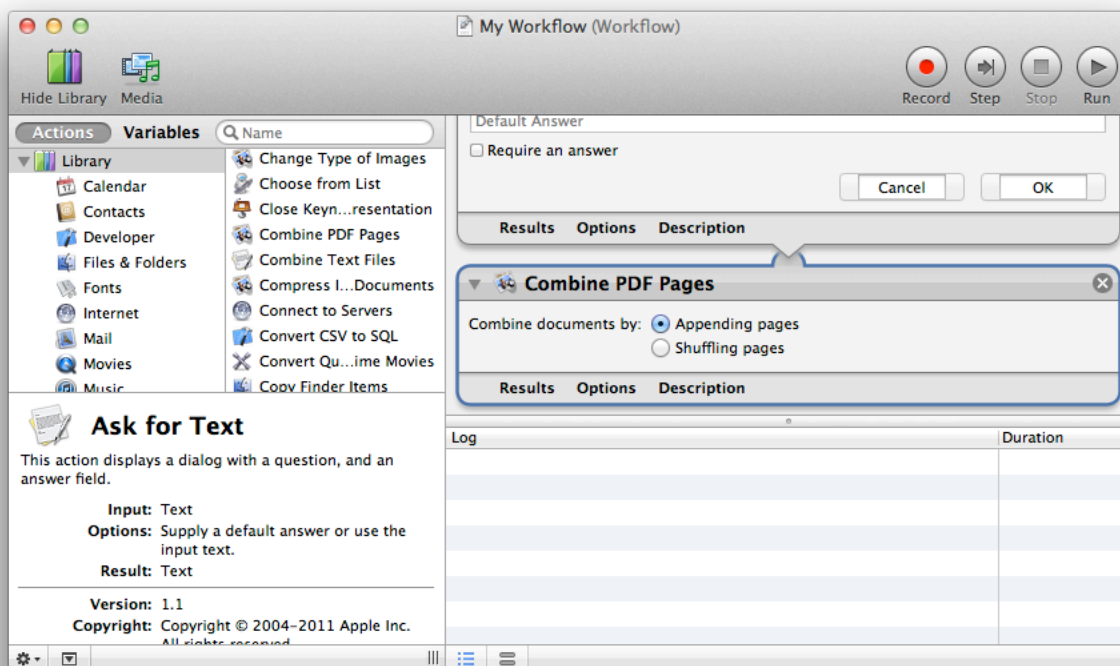 My Workflow (Workflow)
Hide Library Media
Record Step Stop Run
Actions Variables Name
Library
Calendar
Contacts
Developer
Files & Folders
Fonts
Internet
Mail
Movies
Music
Change Type of Images
Choose from List
Close Keyn...resentation
Combine PDF Pages
Combine Text Files
Compress I...Documents
Connect to Servers
Convert CSV to SQL
Convert Qu...ime Movies
Copy Finder Items
Ask for Text
This action displays a dialog with a question, and an
answer field.
Input: Text
Options: Supply a default answer or use the
input text.
Result: Text
Version: 1.1
Copyright: Copyright © 2004–2011 Apple Inc.
All rights reserved
Default Answer
Require an answer
Cancel OK
Results Options Description
Combine PDF Pages
Combine documents by: Appending pages
Shuffling pages
Results Options Description
Log Duration